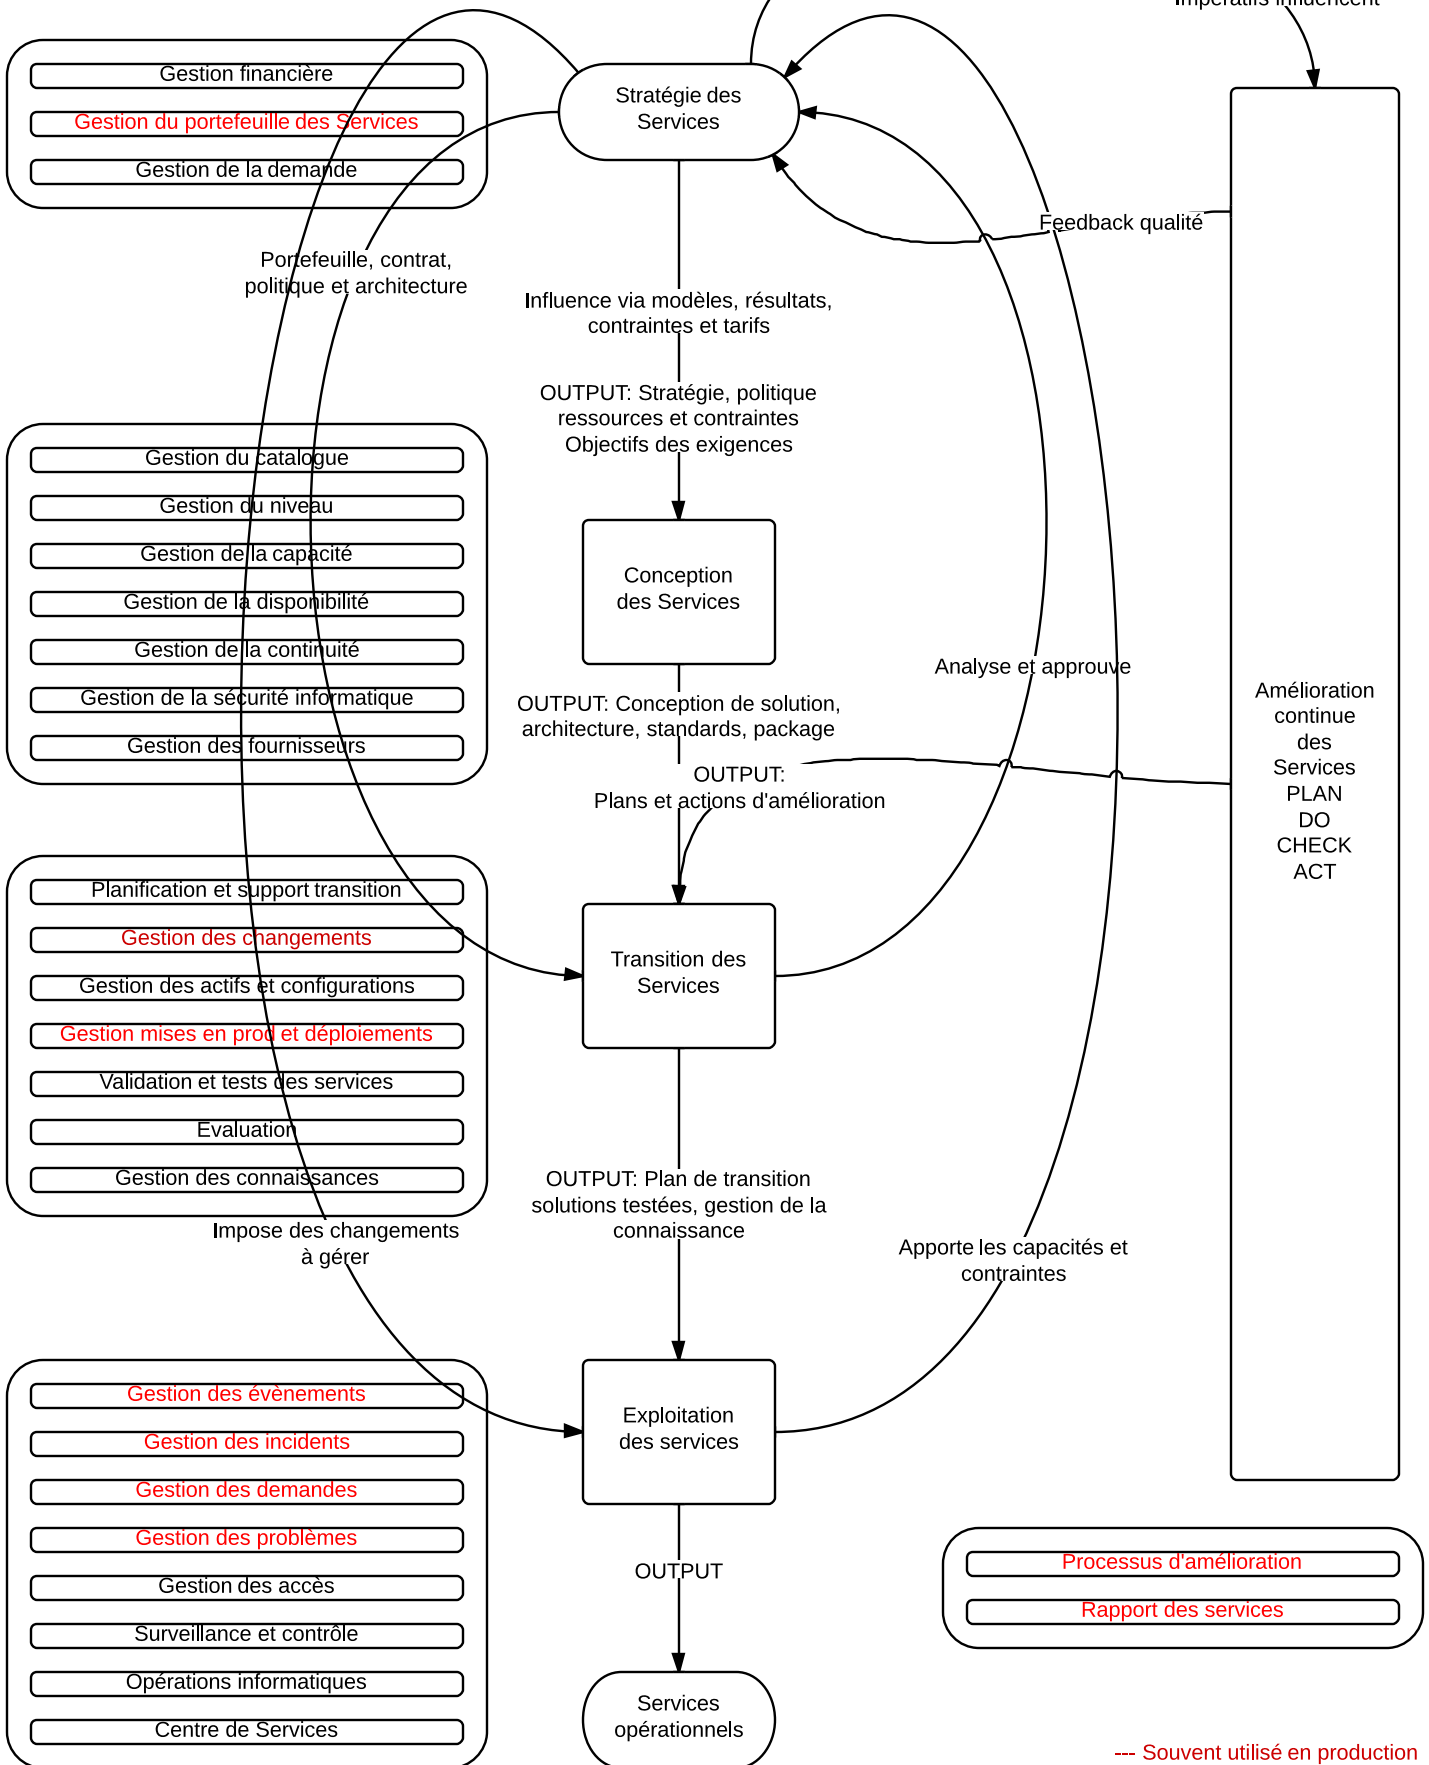 Impératifs influencent
Gestion financière
Gestion du portefeuille des Services
Gestion de la demande
Stratégie des
Services
Feedback qualité
Portefeuille, contrat,
politique et architecture
Influence via modèles, résultats,
contraintes et tarifs
OUTPUT: Stratégie, politique
ressources et contraintes
Objectifs des exigences
Gestion du catalogue
Gestion du niveau
Gestion de la capacité
Gestion de la disponibilité
Gestion de la continuité
Gestion de la sécurité informatique
Gestion des fournisseurs
Conception
des Services
Analyse et approuve
OUTPUT: Conception de solution,
architecture, standards, package
OUTPUT:
Plans et actions d'amélioration
Amélioration
continue
des
Services
PLAN
DO
CHECK
ACT
Planification et support transition
Gestion des changements
Gestion des actifs et configurations
Gestion mises en prod et déploiements
Validation et tests des services
Evaluation
Gestion des connaissances
Transition des
Services
OUTPUT: Plan de transition
solutions testées, gestion de la
connaissance
Impose des changements
à gérer
Apporte les capacités et
contraintes
Gestion des évènements
Gestion des incidents
Gestion des demandes
Gestion des problèmes
Gestion des accès
Surveillance et contrôle
Opérations informatiques
Centre de Services
Exploitation
des services
OUTPUT
Services
opérationnels
Processus d'amélioration
Rapport des services
--- Souvent utilisé en production